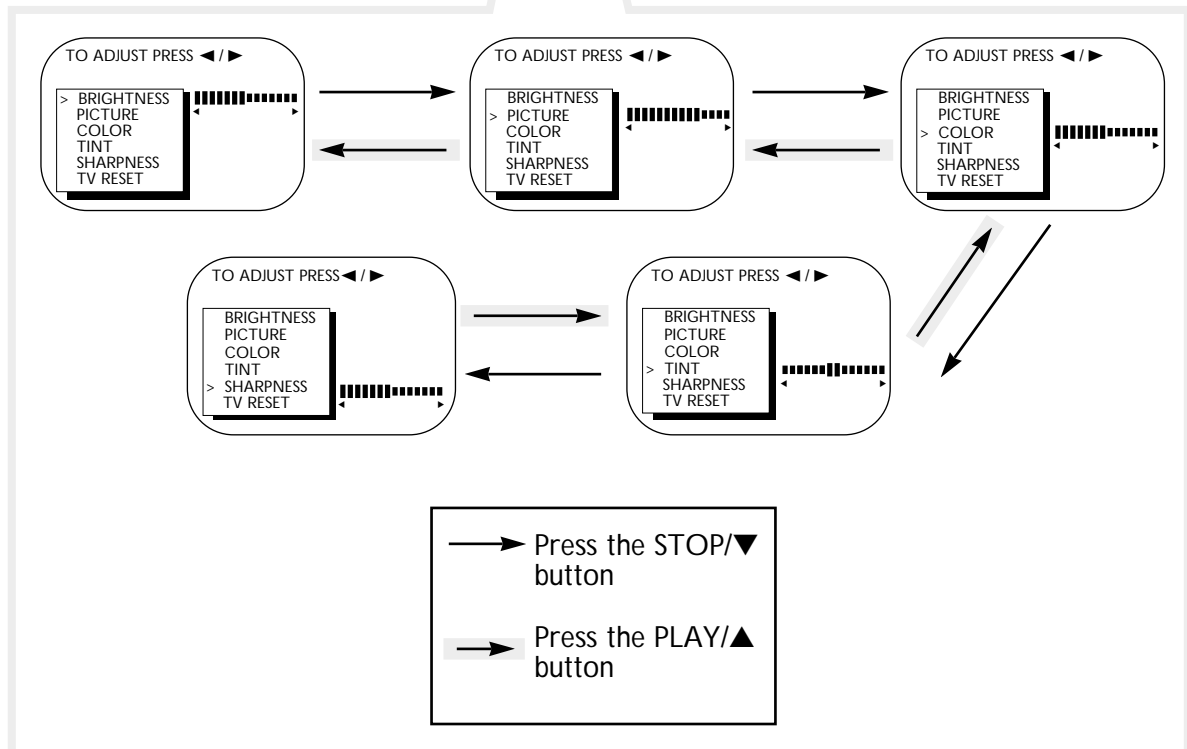 TO ADJUST PRESS ◄ / ►
> BRIGHTNESS
PICTURE
COLOR
TINT
SHARPNESS
TV RESET
TO ADJUST PRESS ◄ / ►
BRIGHTNESS
> PICTURE
COLOR
TINT
SHARPNESS
TV RESET
TO ADJUST PRESS ◄ / ►
BRIGHTNESS
PICTURE
> COLOR
TINT
SHARPNESS
TV RESET
TO ADJUST PRESS◄ / ►
BRIGHTNESS
PICTURE
COLOR
TINT
> SHARPNESS
TV RESET
TO ADJUST PRESS ◄ / ►
BRIGHTNESS
PICTURE
COLOR
> TINT
SHARPNESS
TV RESET
Press the STOP/▼
button
Press the PLAY/▲
button